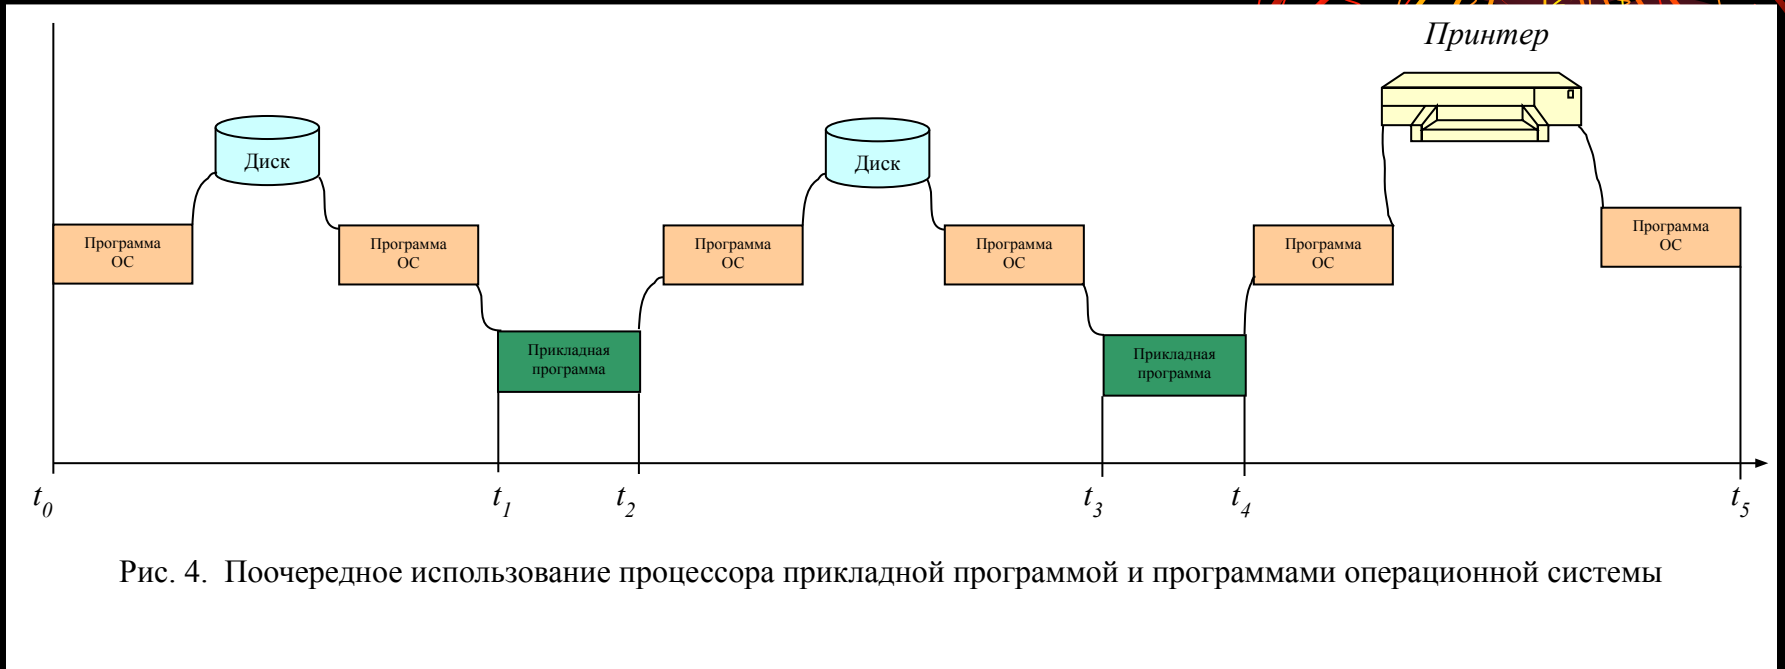 Принтер
Диск
Диск
Программа
ОС
Программа
ОС
Программа
ОС
Программа
ОС
Программа
ОС
Программа
ОС
Прикладная
программа
Прикладная
программа
t0
t1
t2
t3
t4
t5
Рис. 4. Поочередное использование процессора прикладной программой и программами операционной системы